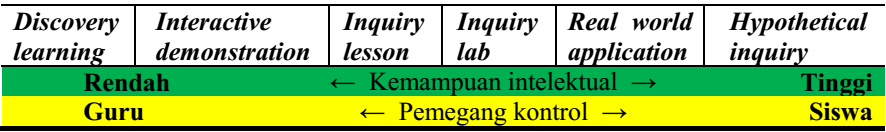 Discovery Interactive Inquiry Inquiry Real world Hypothetical
learning demonstration lesson lab application inquiry
Rendah ← Kemampuan intelektual → Tinggi
Guru ← Pemegang kontrol → Siswa